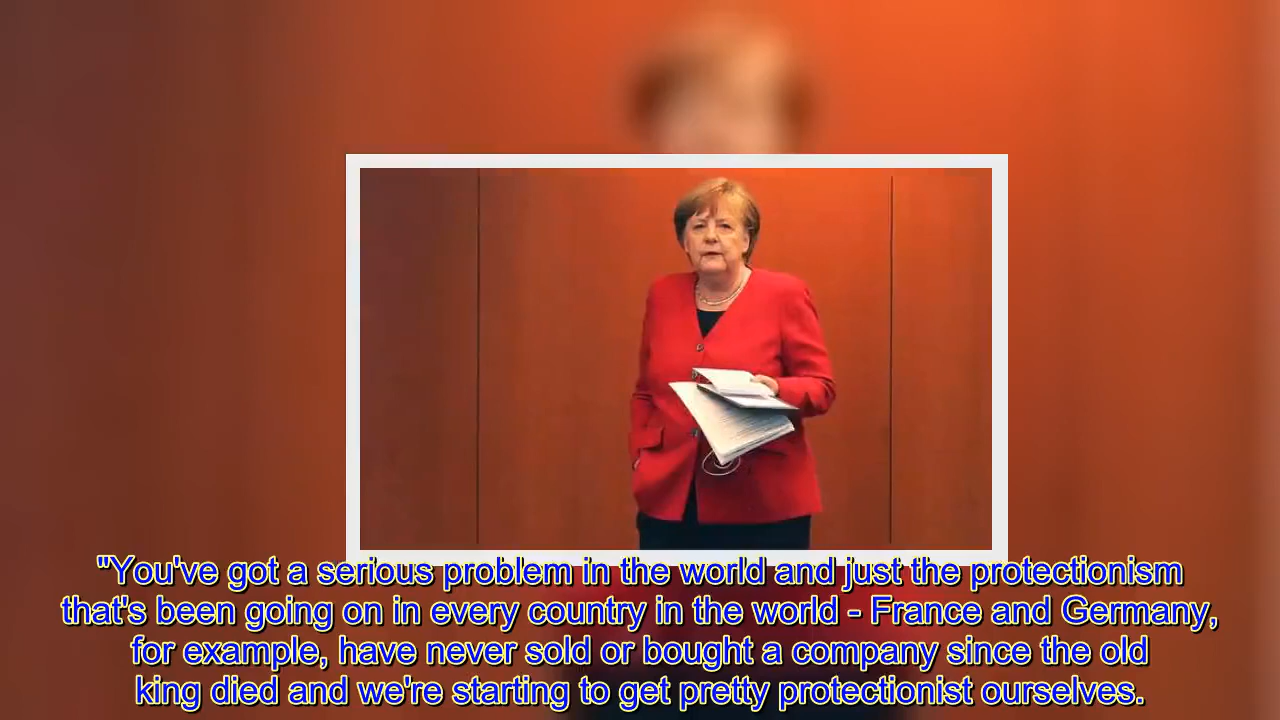 "You've got a serious problem in the world and just the protectionism
that's been going on in every country in the world - France and Germany,
for example, have never sold or bought a company since the old
king died and we're starting to get pretty protectionist ourselves.